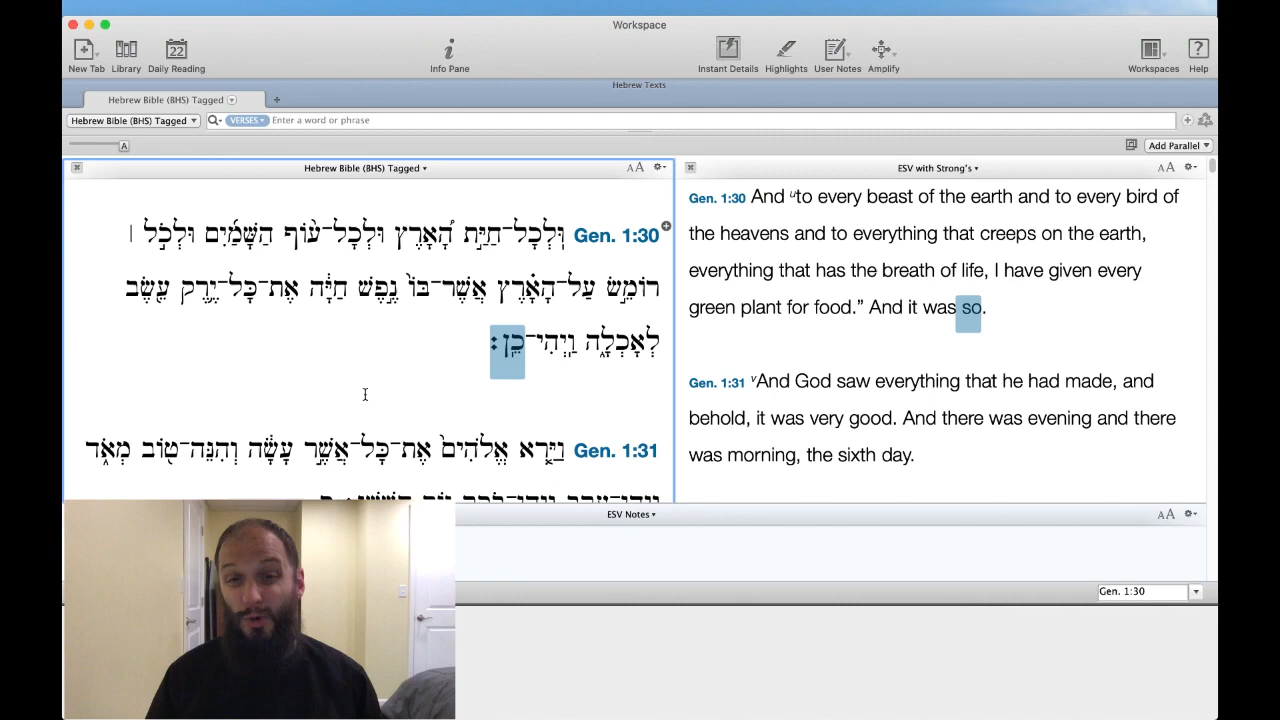 Workspace
New Tab Library Daily Reading Info Pane Instant Details Highlights User Notes Amplify Workspaces Help
22
Hebrew Texts
Hebrew Bible (BHS) Tagged
Hebrew Bible (BHS) Tagged VERSES Enter a word or phrase
A Add Parallel
Hebrew Bible (BHS) Tagged AA
Gen. 1:30 וּֽלְכָל־חַיַּ֣ת הָ֠אָרֶץ וּלְכָל־ע֨וֹף הַשָּׁמַ֜יִם וּלְכֹ֣ל ׀
רוֹמֵ֣שׂ עַל־הָאָ֗רֶץ אֲשֶׁר־בּוֹ֙ נֶ֣פֶשׁ חַיָּ֔ה אֶת־כָּל־יֶ֥רֶק עֵ֖שֶׂב
לְאָכְלָ֑ה וַֽיְהִי־כֵֽן׃
Gen. 1:31 וַיַּ֤רְא אֱלֹהִים֙ אֶת־כָּל־אֲשֶׁ֣ר עָשָׂ֔ה וְהִנֵּה־ט֖וֹב מְאֹ֑ד
ESV with Strong's AA
Gen. 1:30 And ᵘto every beast of the earth and to every bird of
the heavens and to everything that creeps on the earth,
everything that has the breath of life, I have given every
green plant for food.” And it was so.
Gen. 1:31 ᵛAnd God saw everything that he had made, and
behold, it was very good. And there was evening and there
was morning, the sixth day.
ESV Notes AA
Gen. 1:30